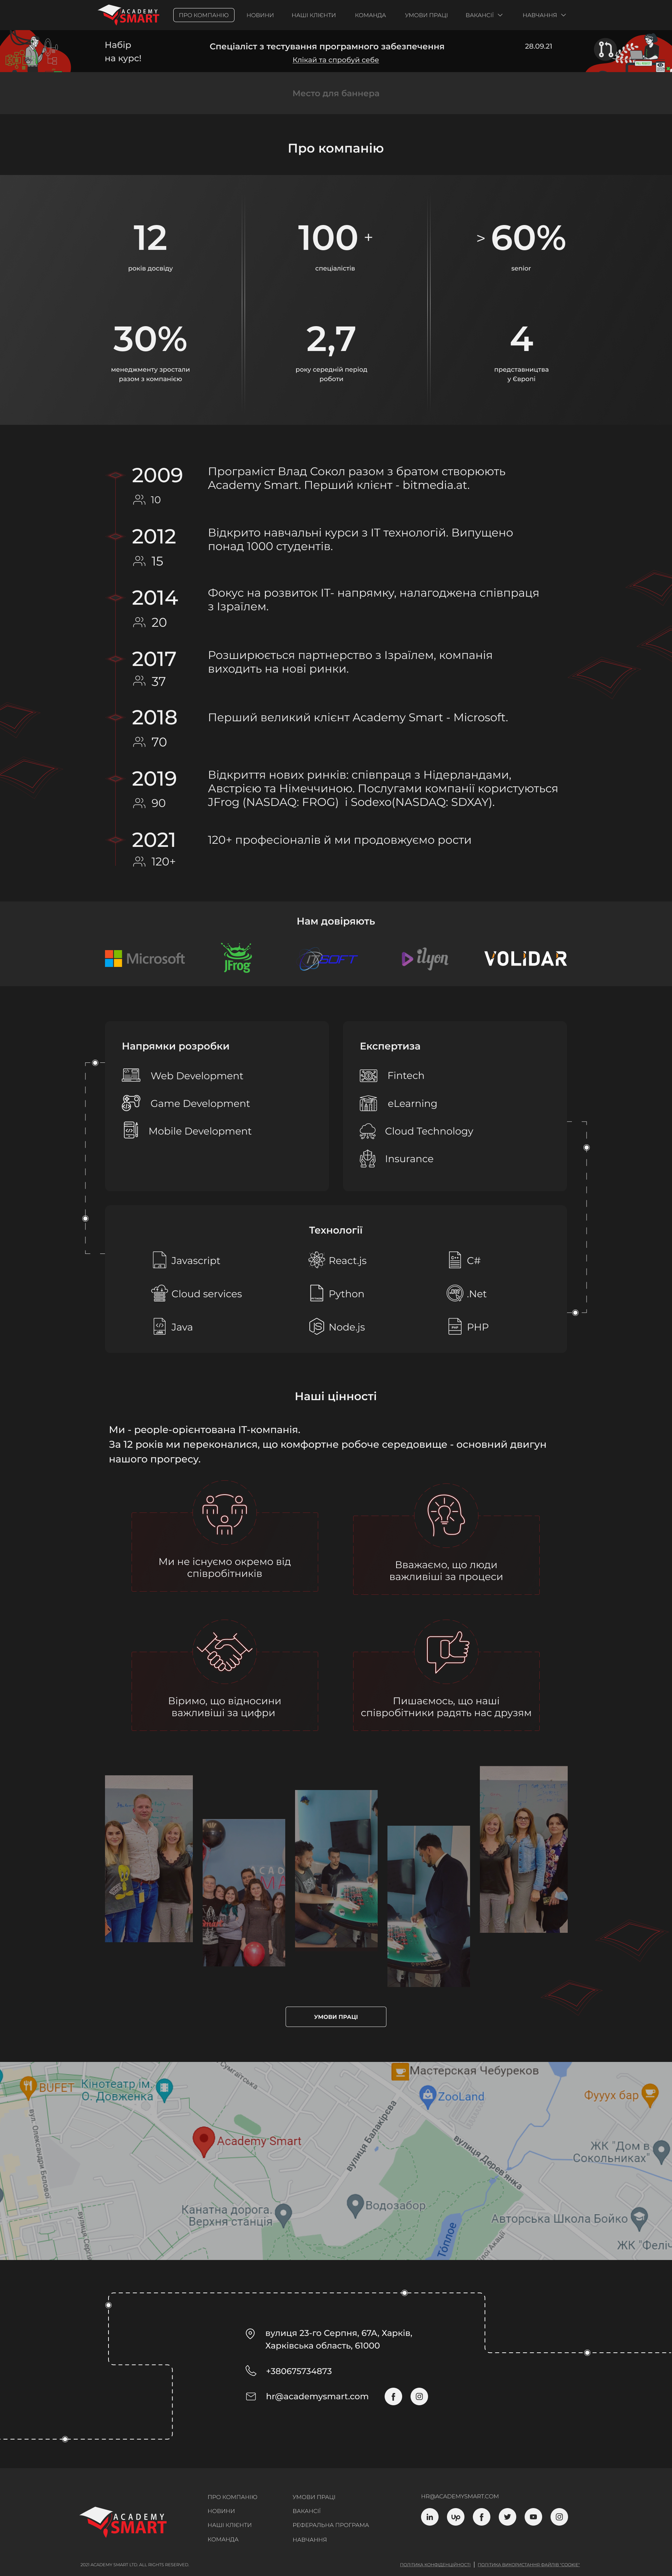 ACADEMY
SMART
ПРО КОМПАНІЮ
НОВИНИ
НАШІ КЛІЄНТИ
КОМАНДА
УМОВИ ПРАЦІ
ВАКАНСІЇ
НАВЧАННЯ
Набір
на курс!
Спеціаліст з тестування програмного забезпечення
Клікай та спробуй себе
28.09.21
Место для баннера
Про компанію
12
років досвіду
100 +
спеціалістів
> 60%
senior
30%
менеджменту зростали
разом з компанією
2,7
року середній період
роботи
4
представництва
у Європі
2009
10
Програміст Влад Сокол разом з братом створюють
Academy Smart. Перший клієнт - bitmedia.at.
2012
15
Відкрито навчальні курси з ІТ технологій. Випущено
понад 1000 студентів.
2014
20
Фокус на розвиток ІТ- напрямку, налагоджена співпраця
з Ізраїлем.
2017
37
Розширюється партнерство з Ізраїлем, компанія
виходить на нові ринки.
2018
70
Перший великий клієнт Academy Smart - Microsoft.
2019
90
Відкриття нових ринків: співпраця з Нідерландами,
Австрією та Німеччиною. Послугами компанії користуються
JFrog (NASDAQ: FROG)  і Sodexo(NASDAQ: SDXAY).
2021
120+
120+ професіоналів й ми продовжуємо рости
Нам довіряють
Microsoft
JFrog
ITSOFT
ilyon
VOLIDAR
Напрямки розробки
Web Development
Game Development
Mobile Development
Експертиза
Fintech
eLearning
Cloud Technology
Insurance
Технології
Javascript
React.js
C#
Cloud services
Python
.Net
Java
Node.js
PHP
Наші цінності
Ми - people-орієнтована ІТ-компанія.
За 12 років ми переконалися, що комфортне робоче середовище - основний двигун
нашого прогресу.
Ми не існуємо окремо від
співробітників
Вважаємо, що люди
важливіші за процеси
Віримо, що відносини
важливіші за цифри
Пишаємось, що наші
співробітники радять нас друзям
УМОВИ ПРАЦІ
Сумгаїтська
Мастерская Чебуреков
BUFET
Кінотеатр ім.
О. Довженка
ZooLand
Фууух бар
вул. Олександри Бєлової
Academy Smart
вулиця Балакірєва
вулиця Дерев'янка
ЖК "Дом в
Сокольниках"
Канатна дорога.
Верхня станція
Водозабор
Авторська Школа Бойко
Тёплое
ЖК "Феліч
вулиця 23-го Серпня, 67А, Харків,
Харківська область, 61000
+380675734873
hr@academysmart.com
ACADEMY
SMART
ПРО КОМПАНІЮ
НОВИНИ
НАШІ КЛІЄНТИ
КОМАНДА
УМОВИ ПРАЦІ
ВАКАНСІЇ
РЕФЕРАЛЬНА ПРОГРАМА
НАВЧАННЯ
HR@ACADEMYSMART.COM
2021 ACADEMY SMART LTD, ALL RIGHTS RESERVED.
ПОЛІТИКА КОНФІДЕНЦІЙНОСТІ | ПОЛІТИКА ВИКОРИСТАННЯ ФАЙЛІВ "COOKIE"